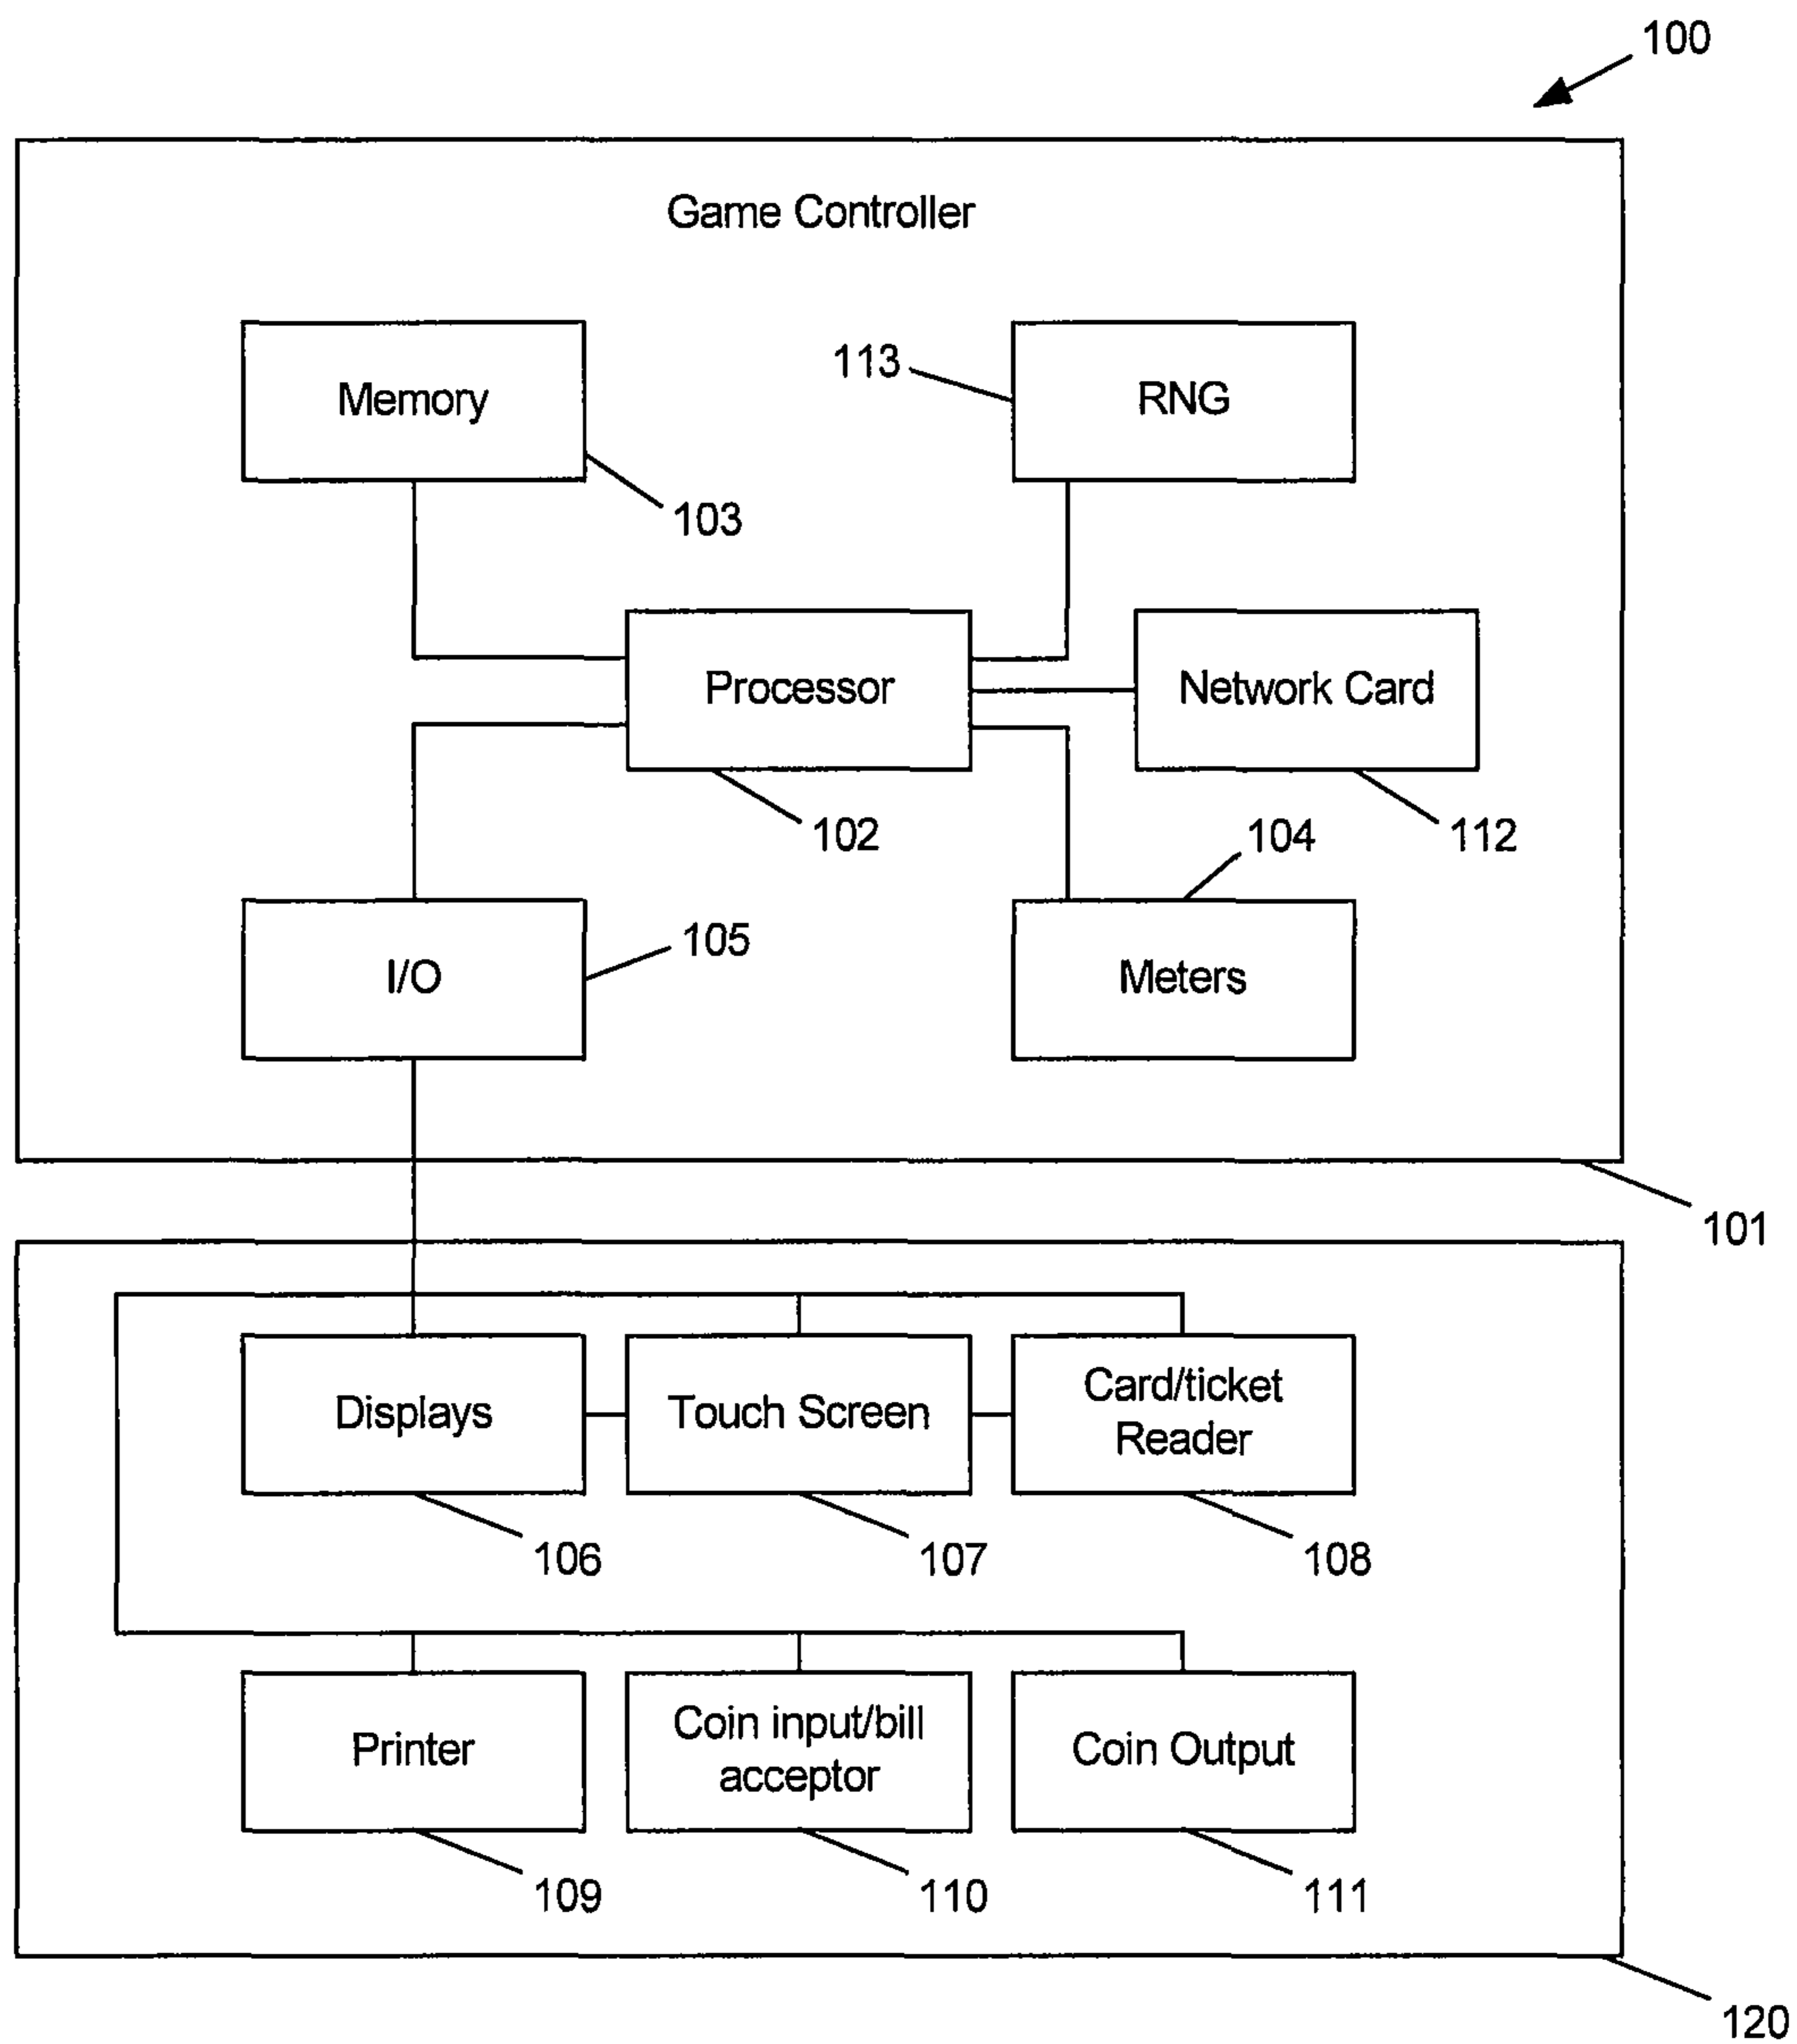 100
Game Controller
Memory
113
RNG
103
Processor
Network Card
102
104
112
I/O
105
Meters
101
Displays
Touch Screen
Card/ticket
Reader
106
107
108
Printer
Coin input/bill
acceptor
Coin Output
109
110
111
120